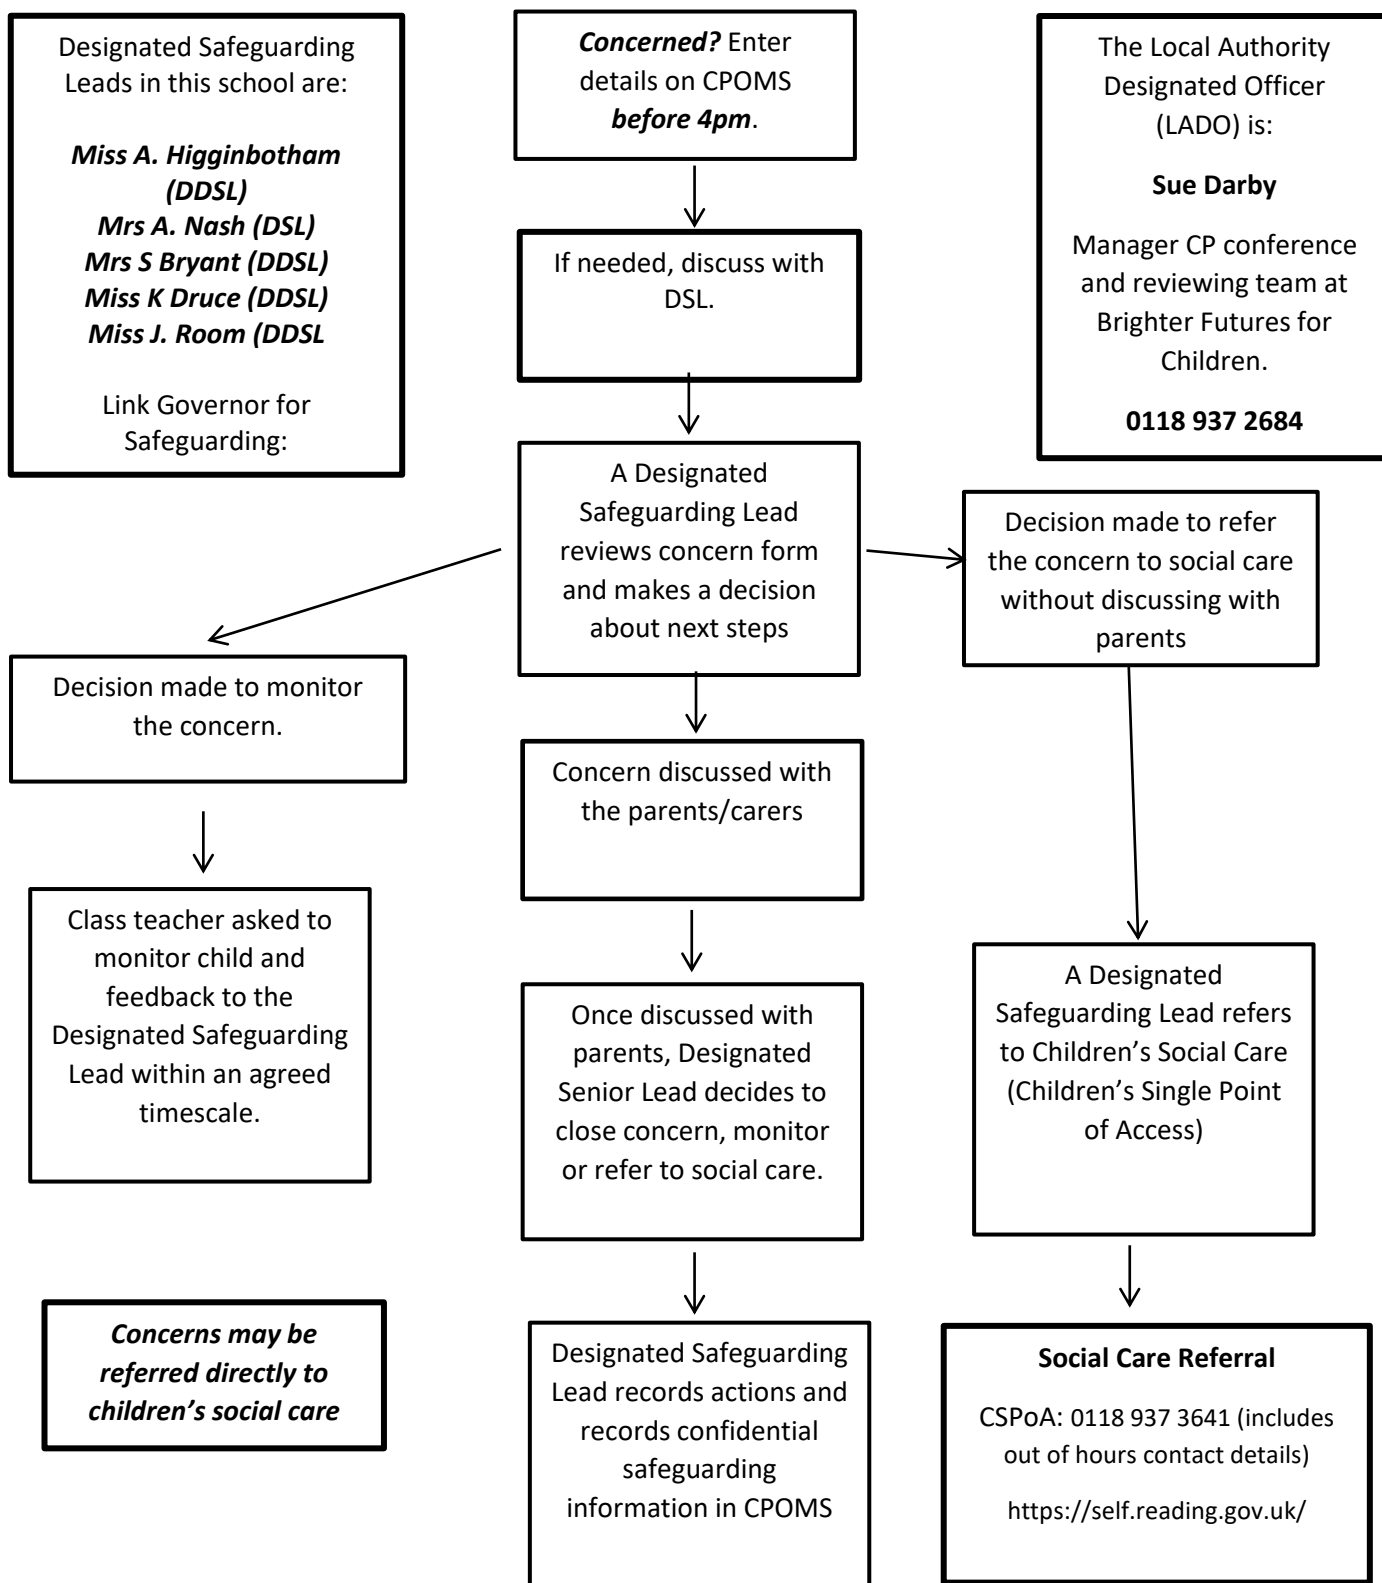 Designated Safeguarding
Leads in this school are:
Miss A. Higginbotham
(DDSL)
Mrs A. Nash (DSL)
Mrs S Bryant (DDSL)
Miss K Druce (DDSL)
Miss J. Room (DDSL
Link Governor for
Safeguarding:
Concerned? Enter
details on CPOMS
before 4pm.
The Local Authority
Designated Officer
(LADO) is:
Sue Darby
Manager CP conference
and reviewing team at
Brighter Futures for
Children.
0118 937 2684
If needed, discuss with
DSL.
A Designated
Safeguarding Lead
reviews concern form
and makes a decision
about next steps
Decision made to refer
the concern to social care
without discussing with
parents
Decision made to monitor
the concern.
Concern discussed with
the parents/carers
Class teacher asked to
monitor child and
feedback to the
Designated Safeguarding
Lead within an agreed
timescale.
Once discussed with
parents, Designated
Senior Lead decides to
close concern, monitor
or refer to social care.
A Designated
Safeguarding Lead refers
to Children’s Social Care
(Children’s Single Point
of Access)
Concerns may be
referred directly to
children’s social care
Designated Safeguarding
Lead records actions and
records confidential
safeguarding
information in CPOMS
Social Care Referral
CSPoA: 0118 937 3641 (includes
out of hours contact details)
https://self.reading.gov.uk/